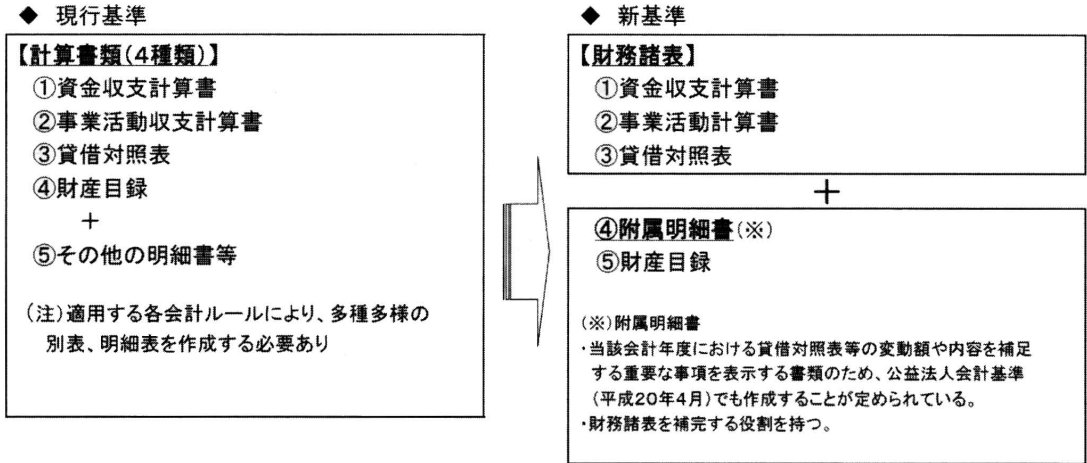 ◆ 現行基準
【計算書類(4種類)】
①資金収支計算書
②事業活動収支計算書
③貸借対照表
④財産目録
＋
⑤その他の明細書等
(注)適用する各会計ルールにより、多種多様の
別表、明細表を作成する必要あり
◆ 新基準
【財務諸表】
①資金収支計算書
②事業活動計算書
③貸借対照表
＋
④附属明細書(※)
⑤財産目録
(※)附属明細書
・当該会計年度における貸借対照表等の変動額や内容を補足
する重要な事項を表示する書類のため、公益法人会計基準
(平成20年4月)でも作成することが定められている。
・財務諸表を補完する役割を持つ。